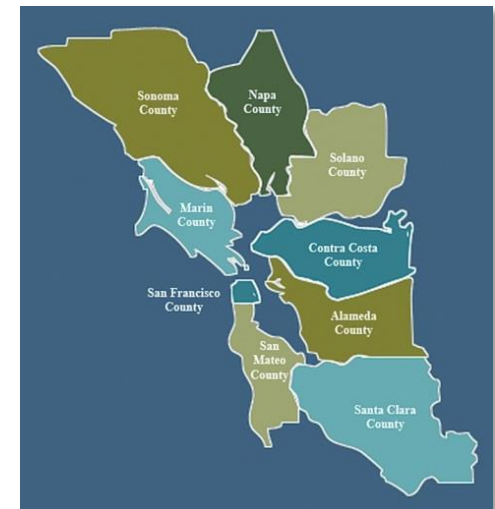 Sonoma
County
Napa
County
Solano
County
Marin
County
Contra Costa
County
San Francisco
County
Alameda
County
San
Mateo
County
Santa Clara
County